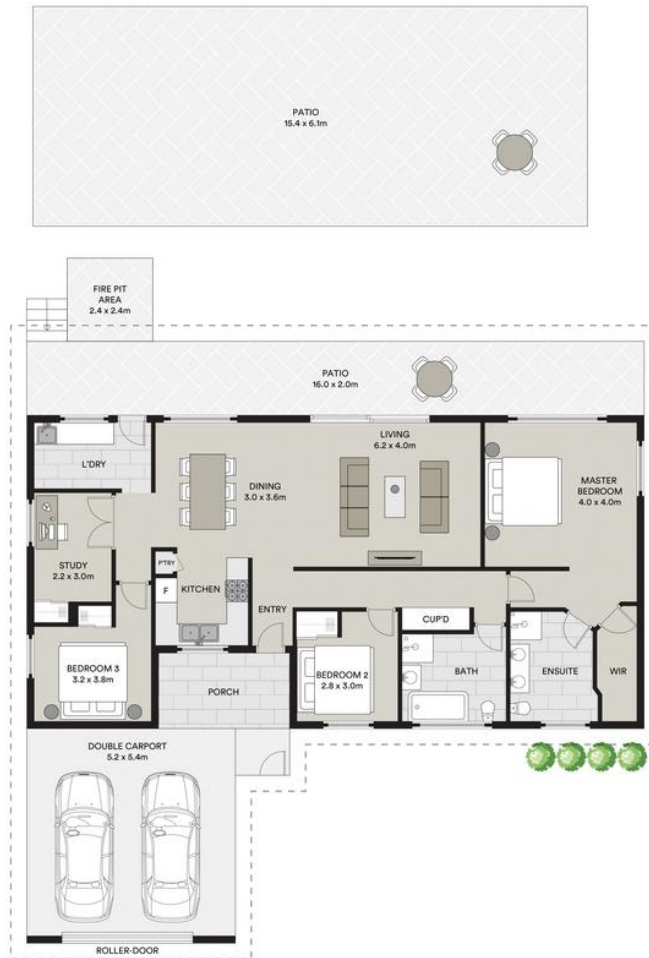 PATIO
15.4 x 6.1m
FIRE PIT
AREA
2.4 x 2.4m
PATIO
16.0 x 2.0m
L'DRY
LIVING
6.2 x 4.0m
DINING
3.0 x 3.6m
MASTER
BEDROOM
4.0 x 4.0m
STUDY
2.2 x 3.0m
P'TRY
F
KITCHEN
ENTRY
CUP'D
BEDROOM 3
3.2 x 3.8m
PORCH
BEDROOM 2
2.8 x 3.0m
BATH
ENSUITE
WIR
DOUBLE CARPORT
5.2 x 5.4m
ROLLER-DOOR